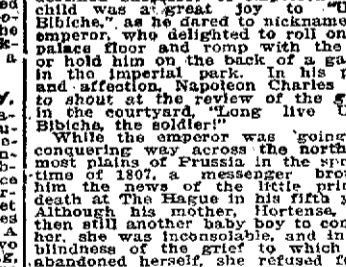 child was a great joy to "U
Bibiche," as he dared to nickname
emperor, who delighted to roll on
palace floor and romp with the
or hold him on the back of a ga
in the imperial park. In his p
and affection, Napoleon Charles
to shout at the review of the g
in the courtyard, "Long live U
Bibiche, the soldier!"
While the emperor was going
conquering way across the north
most plains of Prussia in the spr
time of 1807, a messenger bro
him the news of the little pri
death at The Hague in his fifth y
Although his mother, Hortense,
then still another baby boy to con
her, she was inconsolable, and in
blindness of the grief to which
abandoned herself, she refused f